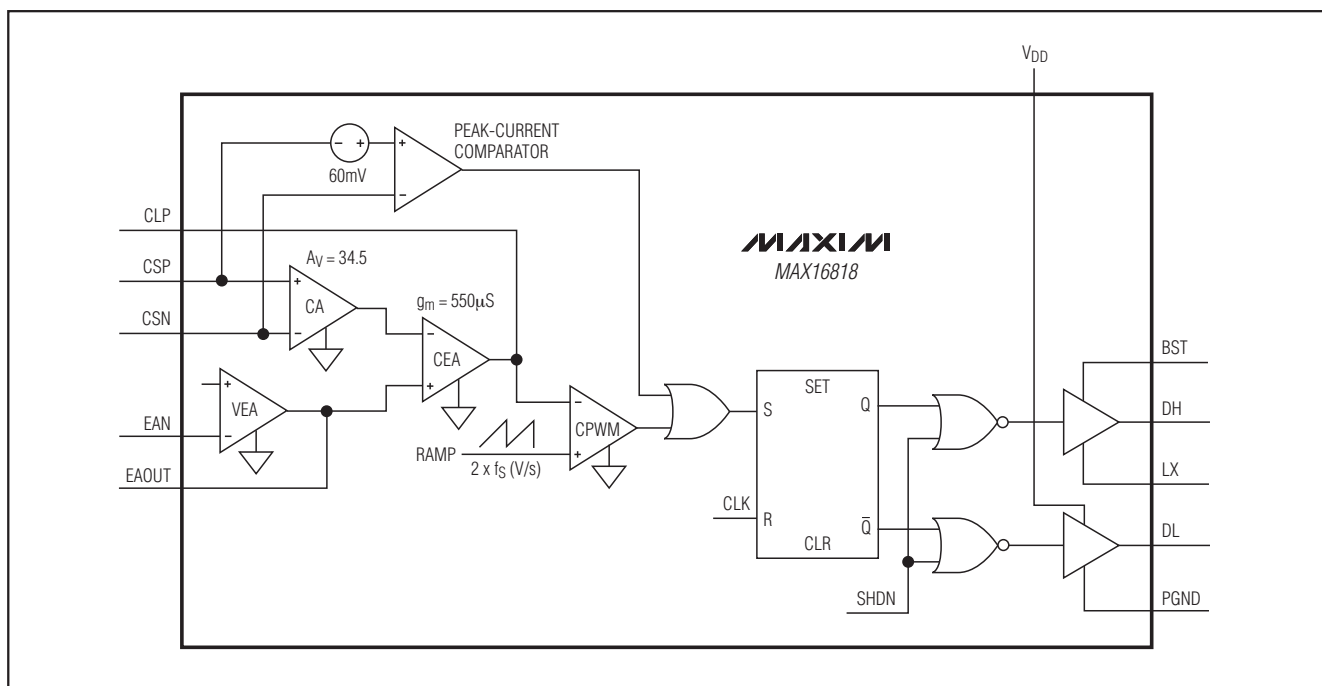 VDD
PEAK-CURRENT
COMPARATOR
- +
+
-
60mV
CLP
MAXIM
MAX16818
CSP
AV = 34.5
+
CA
-
CSN
gm = 550µS
-
CEA
+
BST
SET
+
VEA
-
EAN
S
Q
DH
-
CPWM
+
RAMP
2 x fS (V/s)
EAOUT
LX
CLK
R
Q̅
CLR
DL
SHDN
PGND